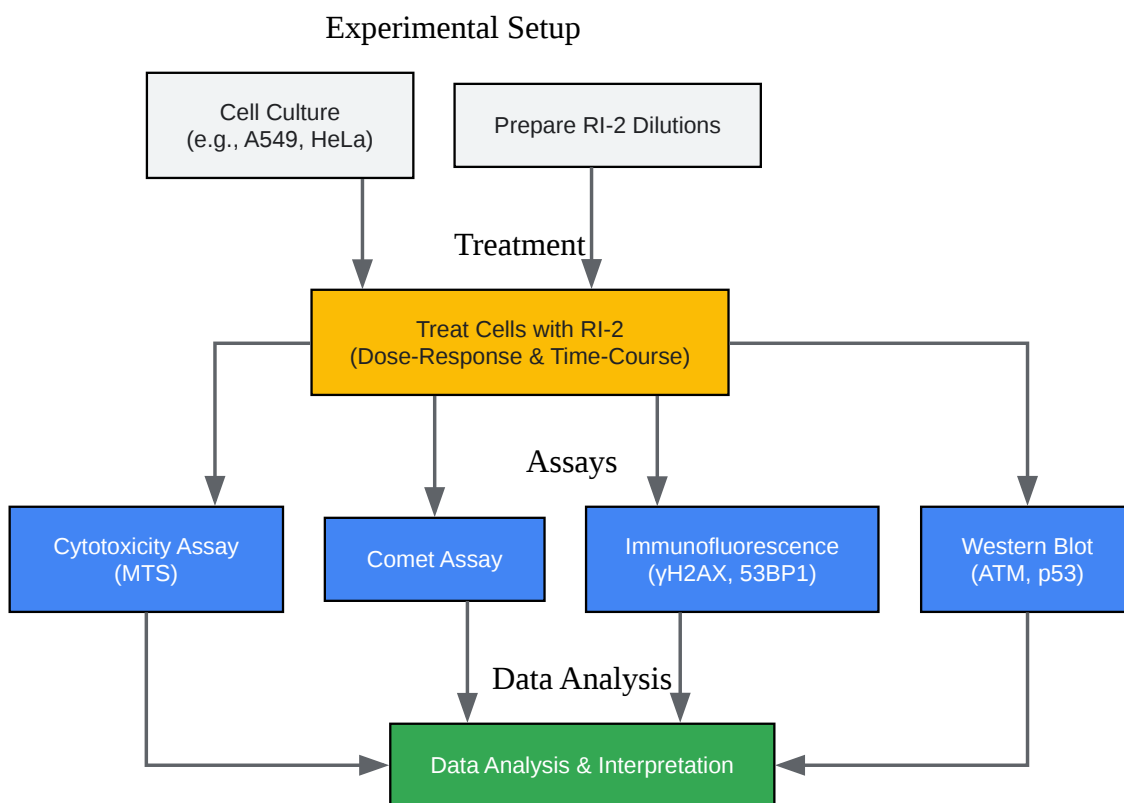 Experimental Setup
Cell Culture
(e.g., A549, HeLa)
Prepare RI-2 Dilutions
Treatment
Treat Cells with RI-2
(Dose-Response & Time-Course)
Assays
Cytotoxicity Assay
(MTS)
Comet Assay
Immunofluorescence
(γH2AX, 53BP1)
Western Blot
(ATM, p53)
Data Analysis
Data Analysis & Interpretation